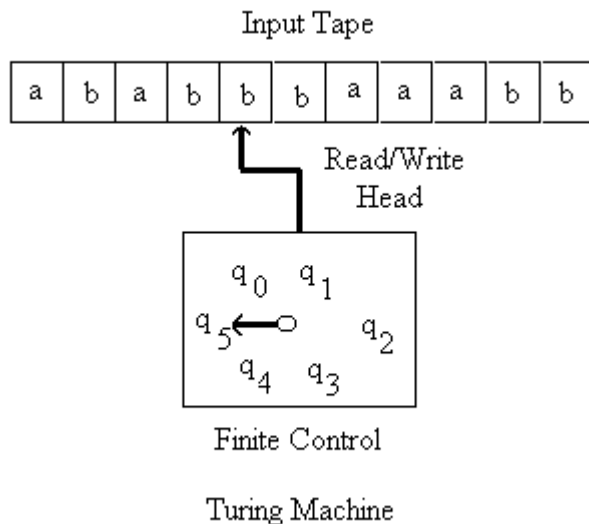 Input Tape
a b a b b b a a a b b
Read/Write
Head
q0 q1
q5 q2
q4 q3
Finite Control
Turing Machine